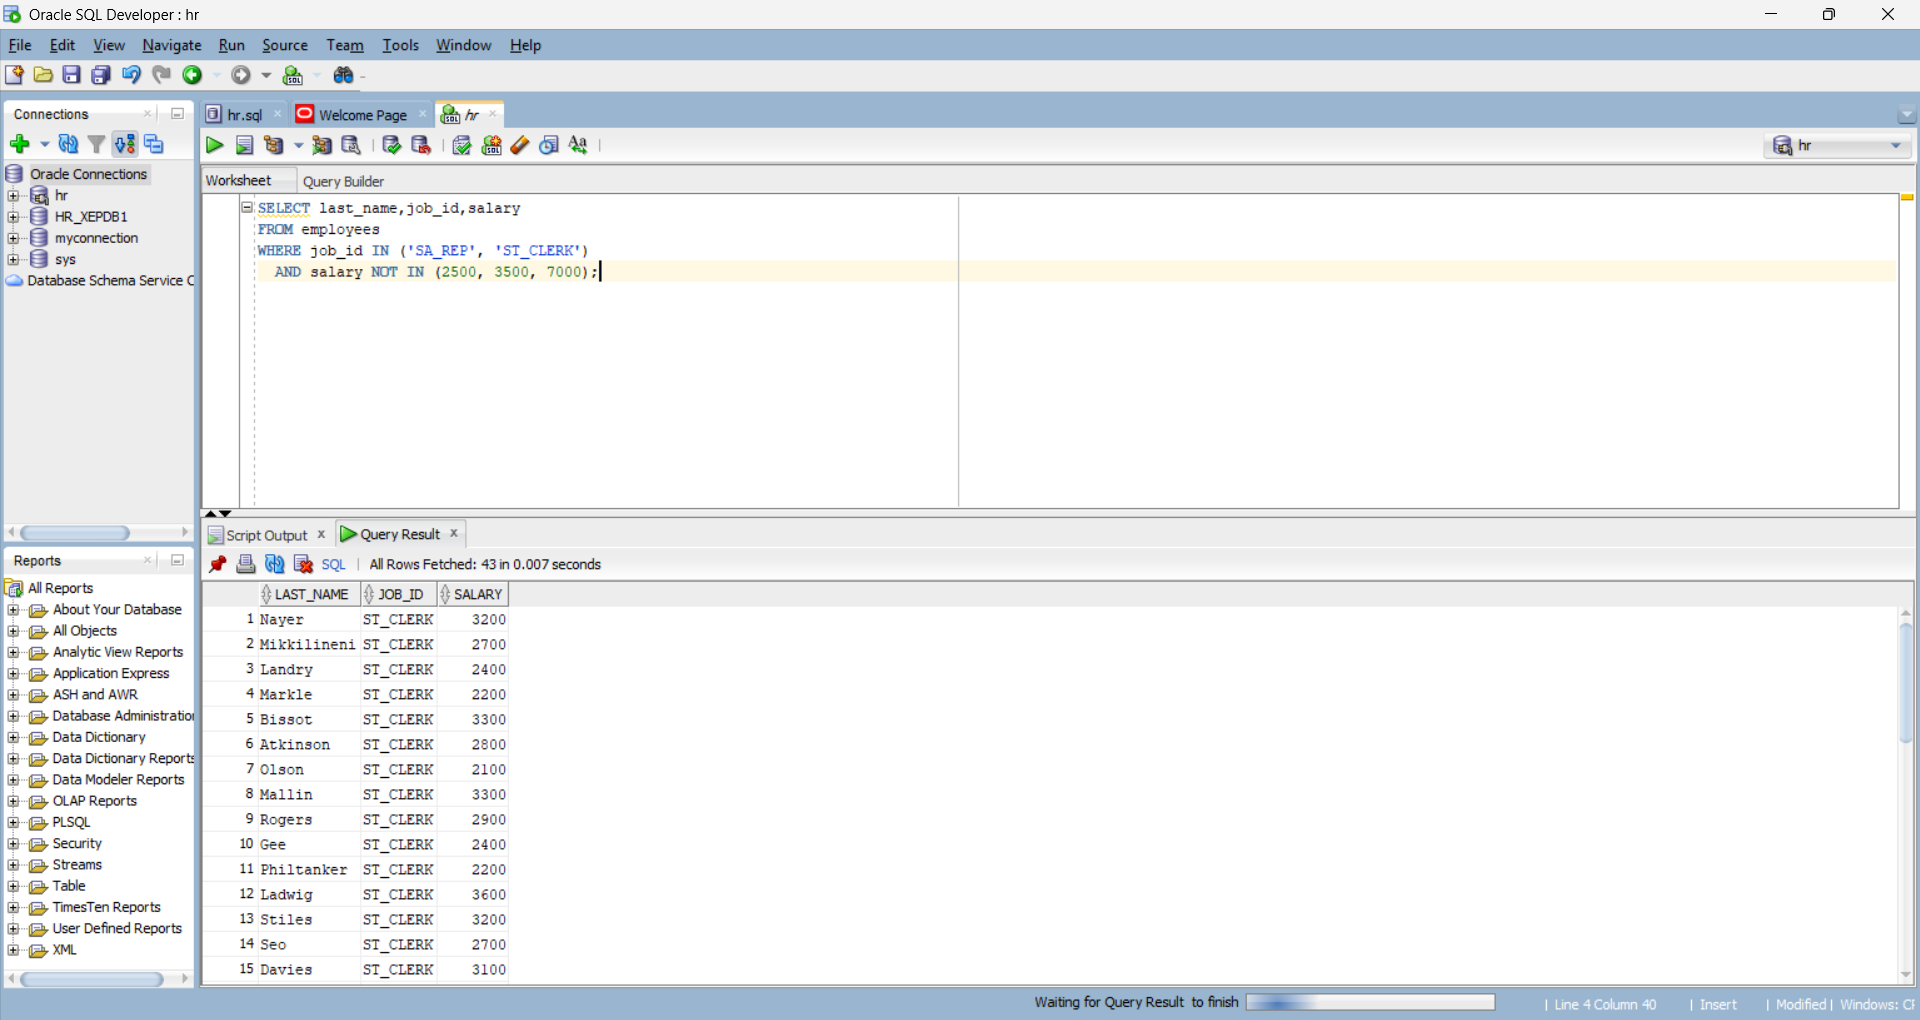 Oracle SQL Developer : hr
File Edit View Navigate Run Source Team Tools Window Help
Connections
Oracle Connections
hr
HR_XEPDB1
myconnection
sys
Database Schema Service C
hr.sql Welcome Page hr
hr
Worksheet Query Builder
SELECT last_name,job_id,salary
FROM employees
WHERE job_id IN ('SA_REP', 'ST_CLERK')
AND salary NOT IN (2500, 3500, 7000);
Reports
All Reports
About Your Database
All Objects
Analytic View Reports
Application Express
ASH and AWR
Database Administration
Data Dictionary
Data Dictionary Reports
Data Modeler Reports
OLAP Reports
PLSQL
Security
Streams
Table
TimesTen Reports
User Defined Reports
XML
Script Output x Query Result x
SQL | All Rows Fetched: 43 in 0.007 seconds
LAST_NAME JOB_ID SALARY
1 Nayer ST_CLERK 3200
2 Mikkilineni ST_CLERK 2700
3 Landry ST_CLERK 2400
4 Markle ST_CLERK 2200
5 Bissot ST_CLERK 3300
6 Atkinson ST_CLERK 2800
7 Olson ST_CLERK 2100
8 Mallin ST_CLERK 3300
9 Rogers ST_CLERK 2900
10 Gee ST_CLERK 2400
11 Philtanker ST_CLERK 2200
12 Ladwig ST_CLERK 3600
13 Stiles ST_CLERK 3200
14 Seo ST_CLERK 2700
15 Davies ST_CLERK 3100
Waiting for Query Result to finish | Line 4 Column 40 | Insert | Modified | Windows: CF